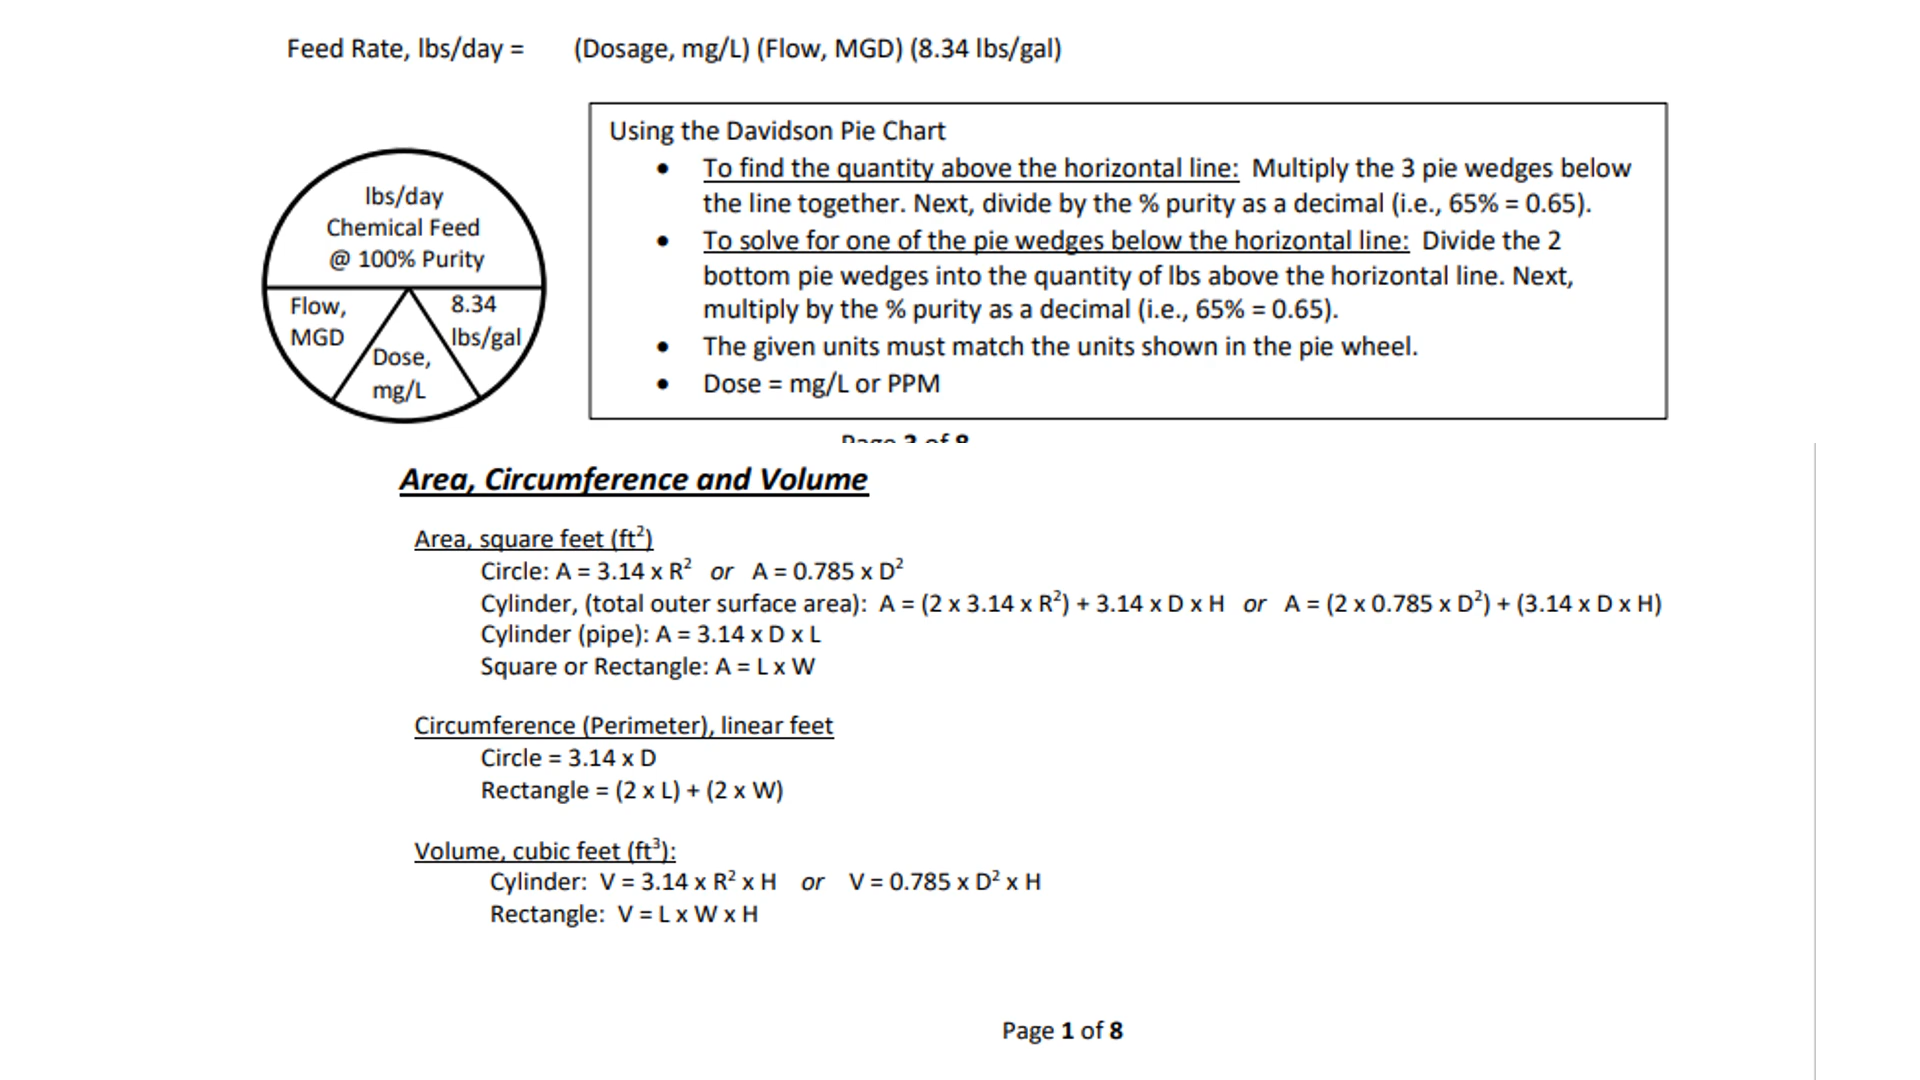 Feed Rate, lbs/day = (Dosage, mg/L) (Flow, MGD) (8.34 lbs/gal)
lbs/day
Chemical Feed
@ 100% Purity
Flow,
MGD
Dose,
mg/L
8.34
lbs/gal
Using the Davidson Pie Chart
• To find the quantity above the horizontal line: Multiply the 3 pie wedges below
the line together. Next, divide by the % purity as a decimal (i.e., 65% = 0.65).
• To solve for one of the pie wedges below the horizontal line: Divide the 2
bottom pie wedges into the quantity of lbs above the horizontal line. Next,
multiply by the % purity as a decimal (i.e., 65% = 0.65).
• The given units must match the units shown in the pie wheel.
• Dose = mg/L or PPM
Area, Circumference and Volume
Area, square feet (ft²)
Circle: A = 3.14 x R² or A = 0.785 x D²
Cylinder, (total outer surface area): A = (2 x 3.14 x R²) + 3.14 x D x H or A = (2 x 0.785 x D²) + (3.14 x D x H)
Cylinder (pipe): A = 3.14 x D x L
Square or Rectangle: A = L x W
Circumference (Perimeter), linear feet
Circle = 3.14 x D
Rectangle = (2 x L) + (2 x W)
Volume, cubic feet (ft³):
Cylinder: V = 3.14 x R² x H or V = 0.785 x D² x H
Rectangle: V = L x W x H
Page 1 of 8